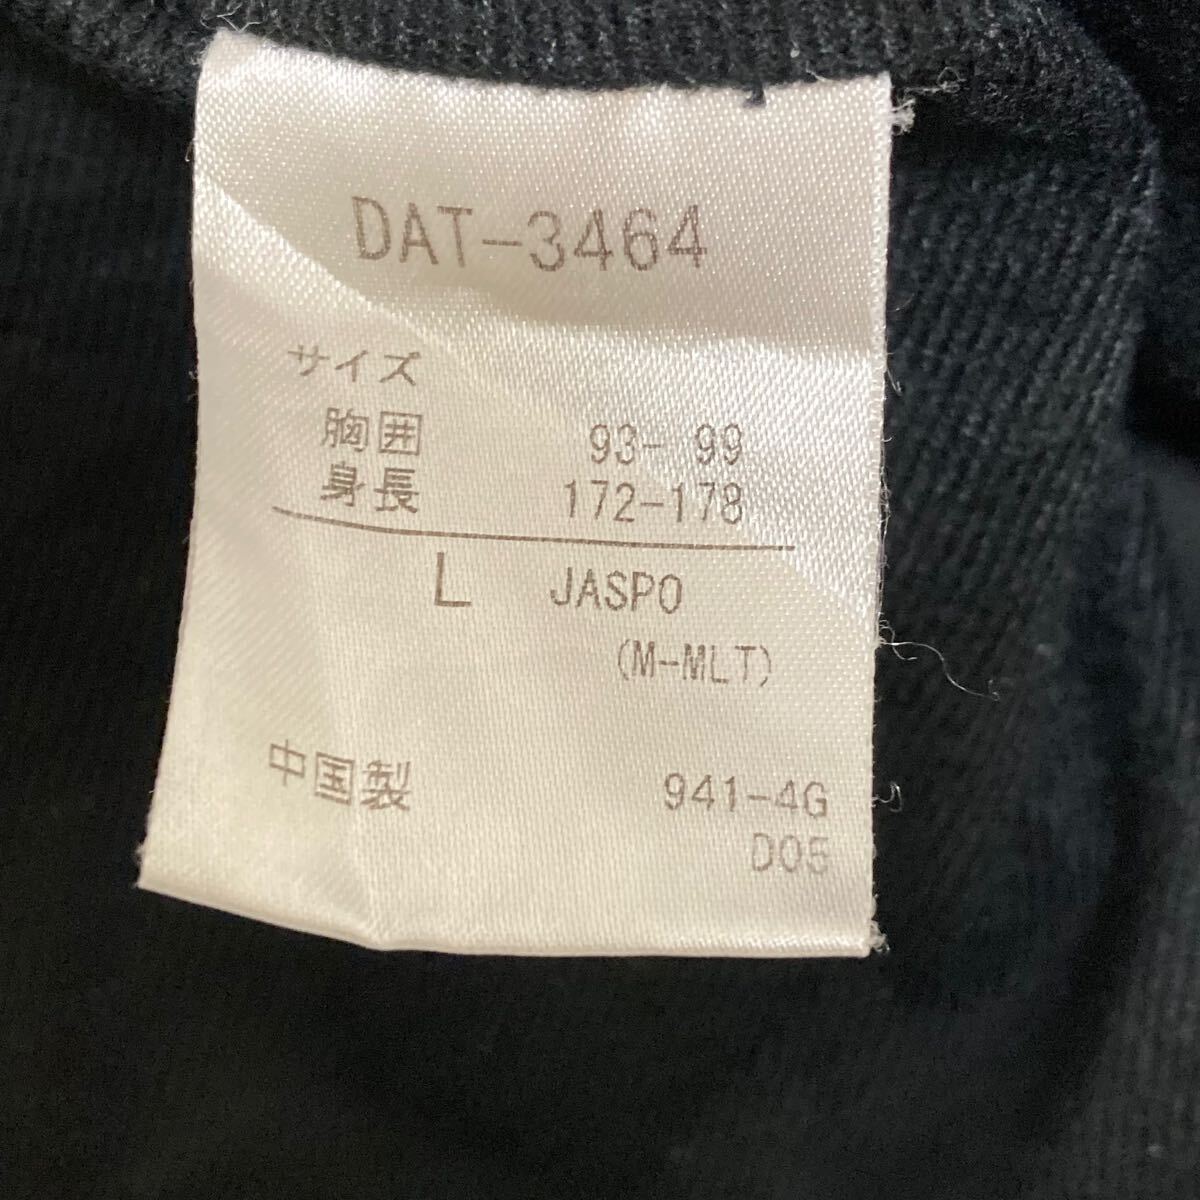 DAT-3464
サイズ
胸囲 93- 99
身長 172-178
L JASPO
(M-MLT)
中国製 941-4G
D05